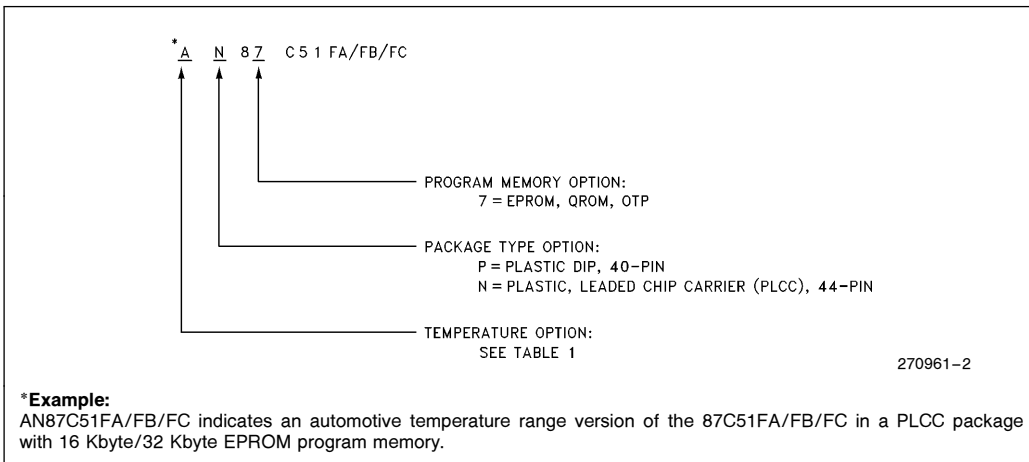 *A N 87 C51FA/FB/FC
PROGRAM MEMORY OPTION:
7 = EPROM, QROM, OTP
PACKAGE TYPE OPTION:
P = PLASTIC DIP, 40-PIN
N = PLASTIC, LEADED CHIP CARRIER (PLCC), 44-PIN
TEMPERATURE OPTION:
SEE TABLE 1
270961–2
*Example:
AN87C51FA/FB/FC indicates an automotive temperature range version of the 87C51FA/FB/FC in a PLCC package
with 16 Kbyte/32 Kbyte EPROM program memory.